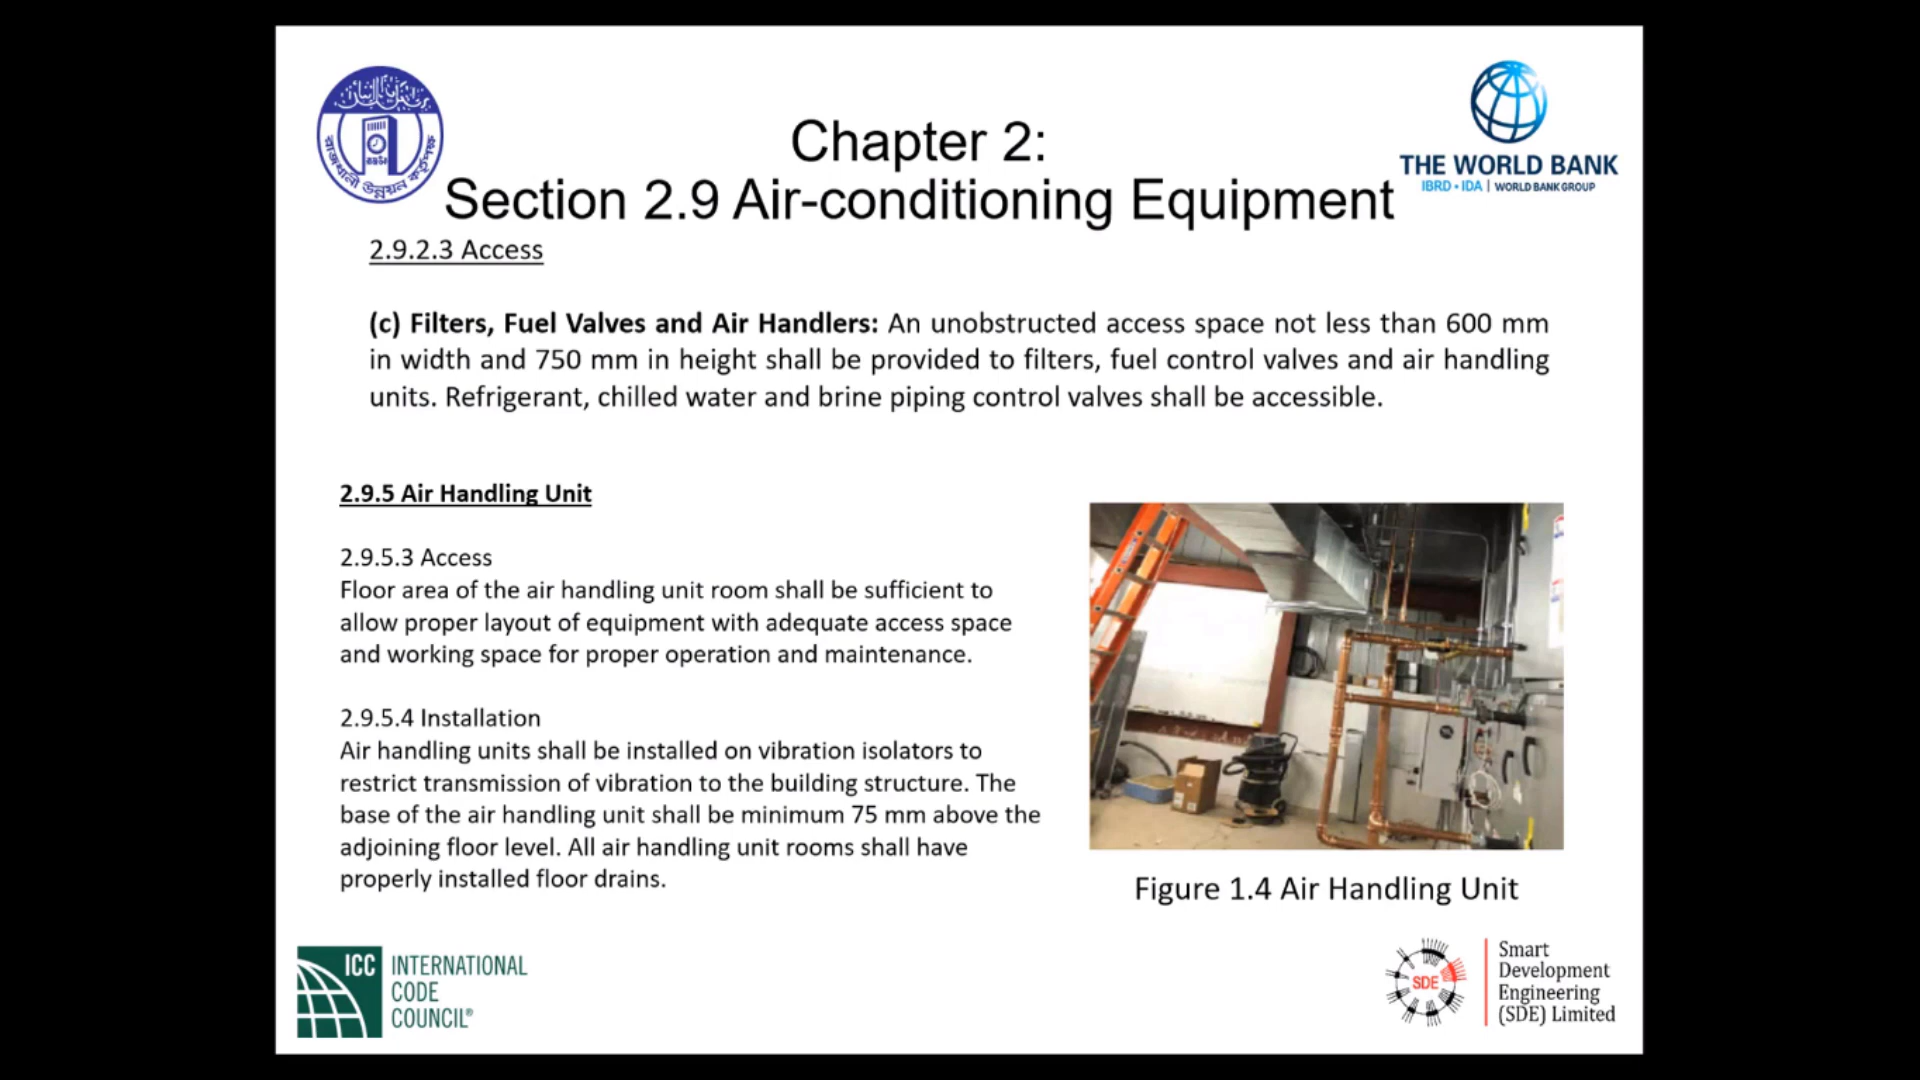 Chapter 2:
Section 2.9 Air-conditioning Equipment
THE WORLD BANK
IBRD • IDA | WORLD BANK GROUP
রাজধানী উন্নয়ন কর্তৃপক্ষ
2.9.2.3 Access
(c) Filters, Fuel Valves and Air Handlers: An unobstructed access space not less than 600 mm
in width and 750 mm in height shall be provided to filters, fuel control valves and air handling
units. Refrigerant, chilled water and brine piping control valves shall be accessible.
2.9.5 Air Handling Unit
2.9.5.3 Access
Floor area of the air handling unit room shall be sufficient to
allow proper layout of equipment with adequate access space
and working space for proper operation and maintenance.
2.9.5.4 Installation
Air handling units shall be installed on vibration isolators to
restrict transmission of vibration to the building structure. The
base of the air handling unit shall be minimum 75 mm above the
adjoining floor level. All air handling unit rooms shall have
properly installed floor drains.
Figure 1.4 Air Handling Unit
ICC INTERNATIONAL
CODE
COUNCIL®
SDE
Smart
Development
Engineering
(SDE) Limited